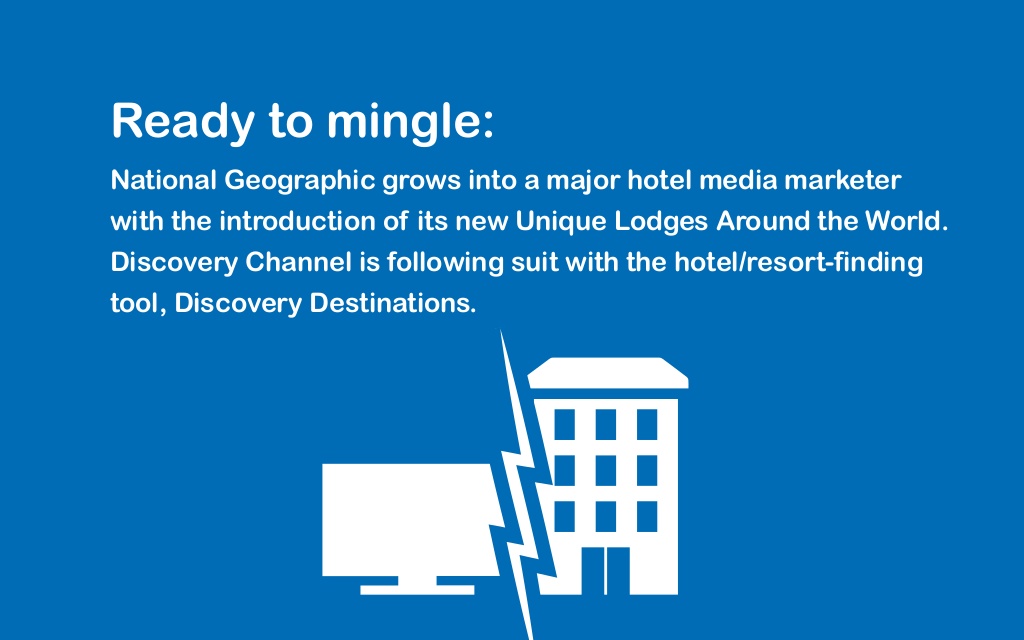 Ready to mingle:
National Geographic grows into a major hotel media marketer
with the introduction of its new Unique Lodges Around the World.
Discovery Channel is following suit with the hotel/resort-finding
tool, Discovery Destinations.